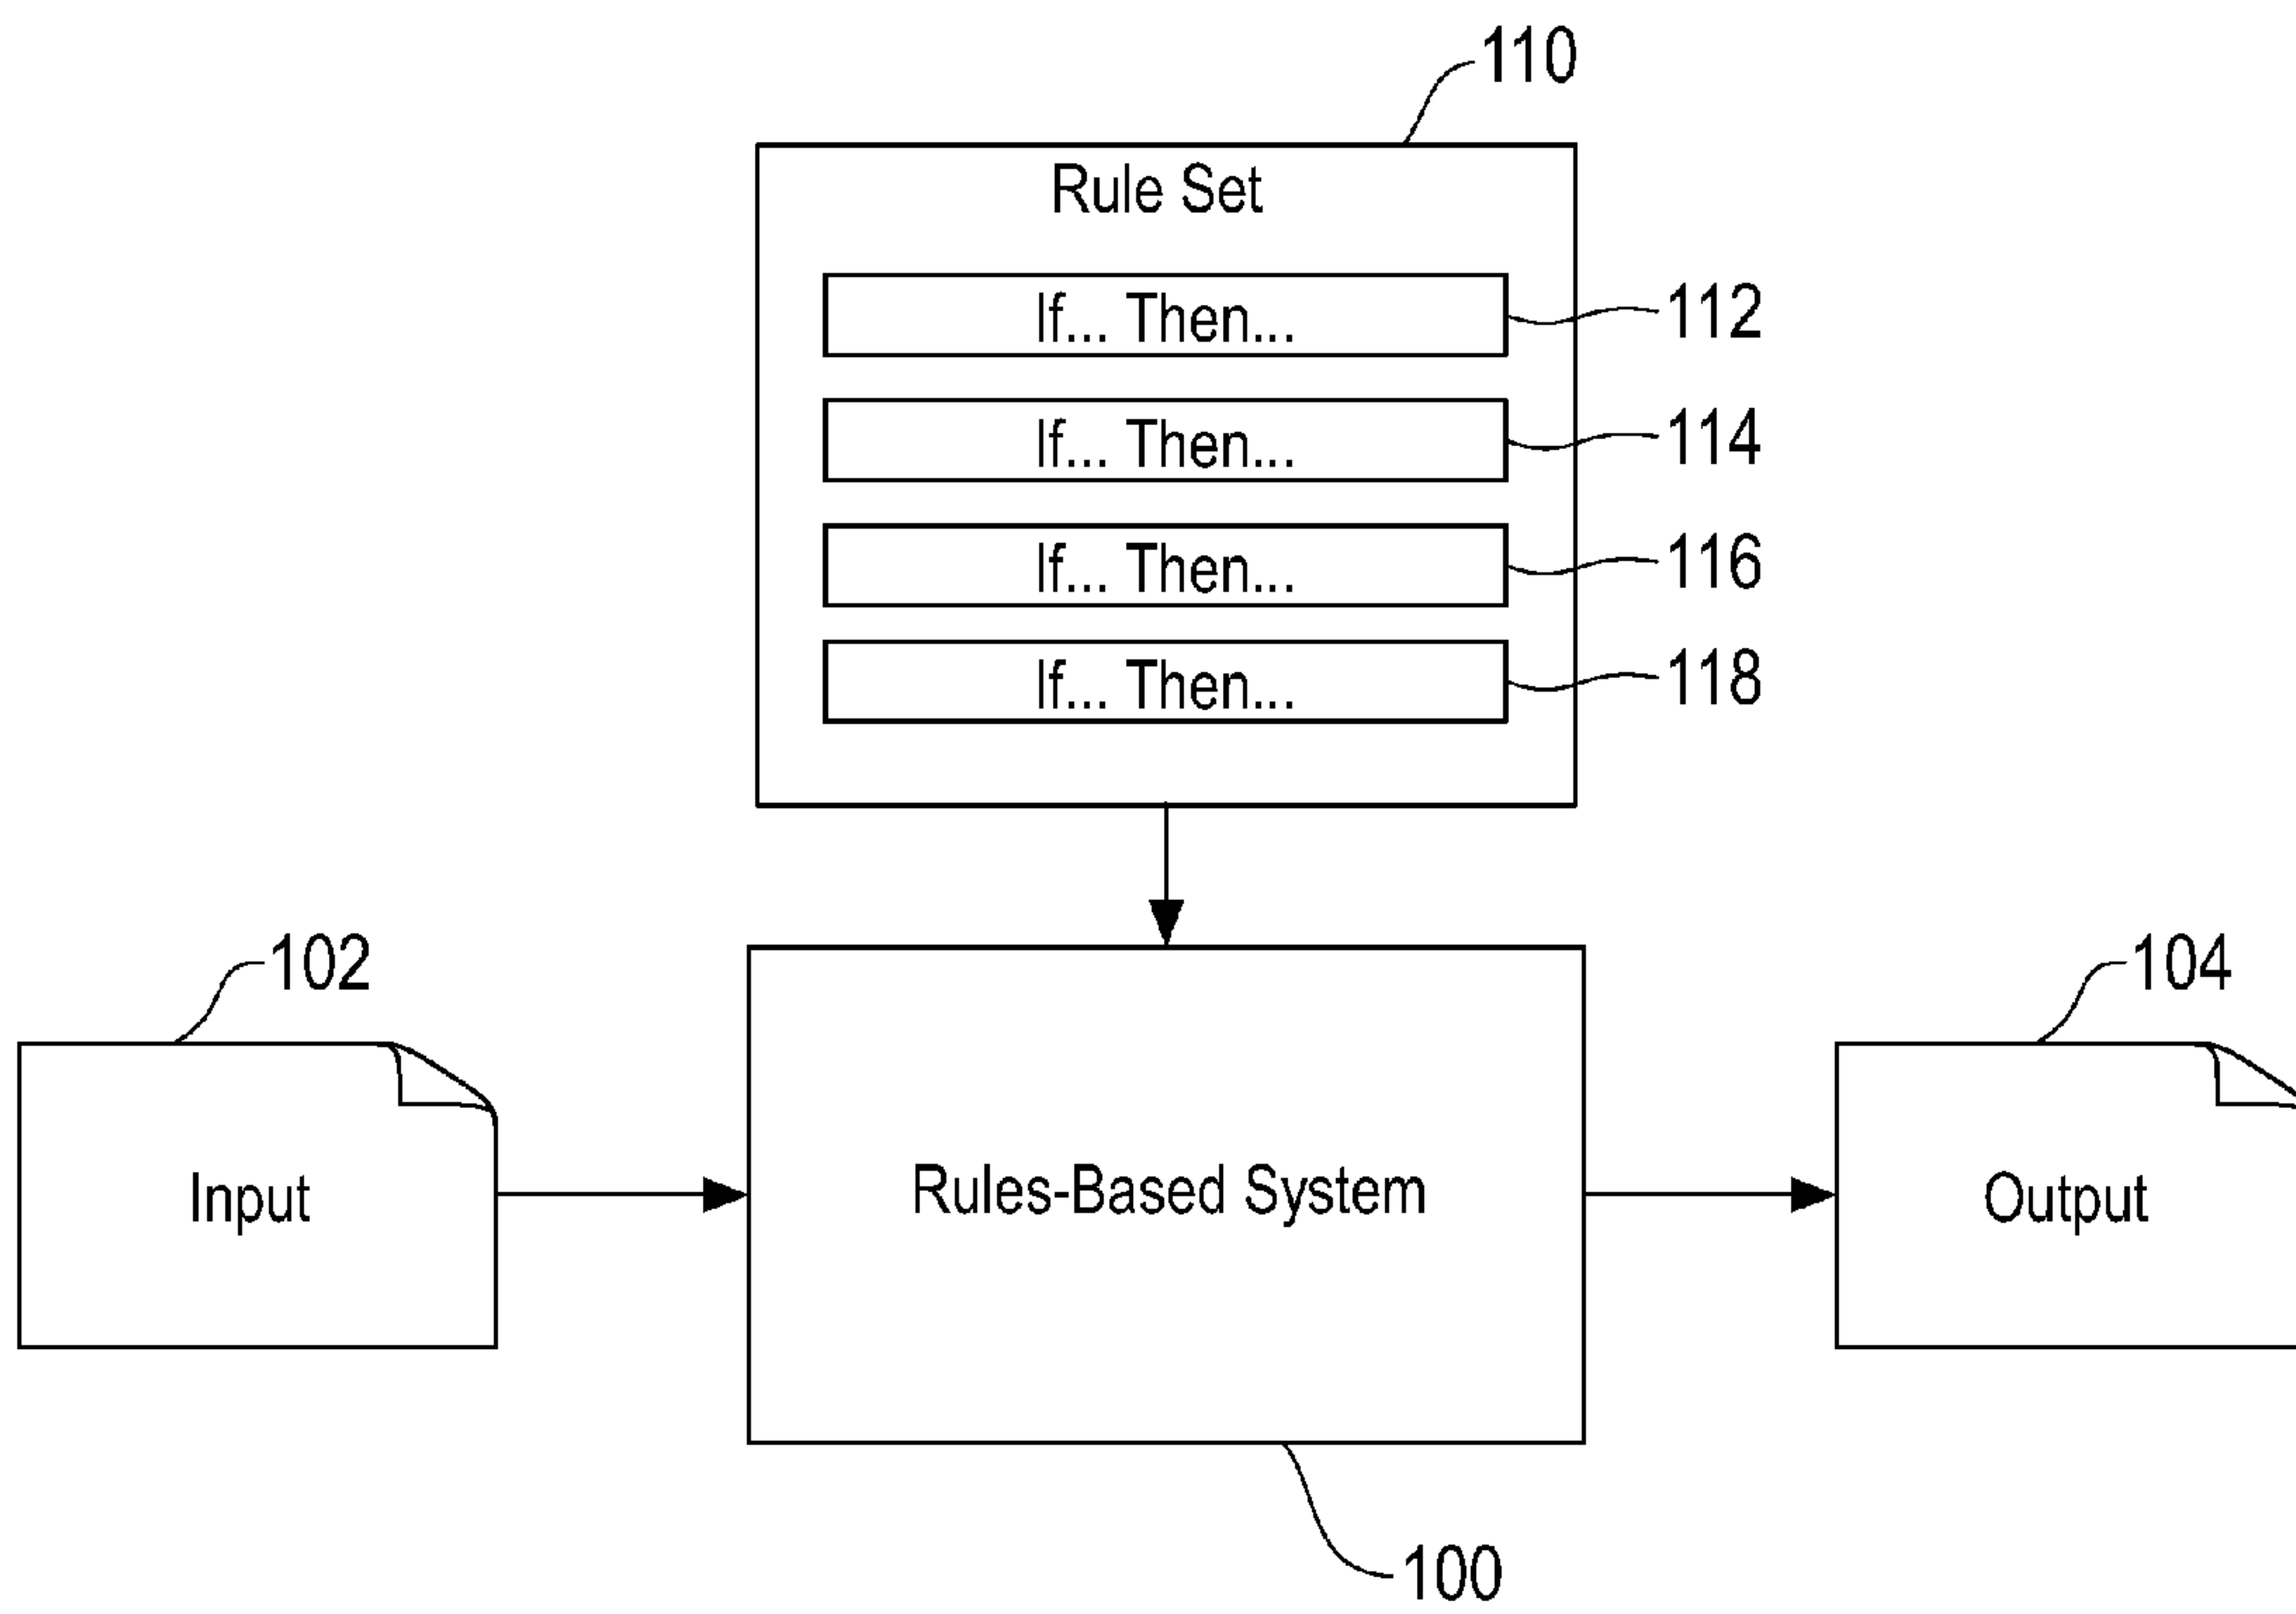 110
Rule Set
If... Then...
112
If... Then...
114
If... Then...
116
If... Then...
118
102
104
Input
Rules-Based System
Output
100